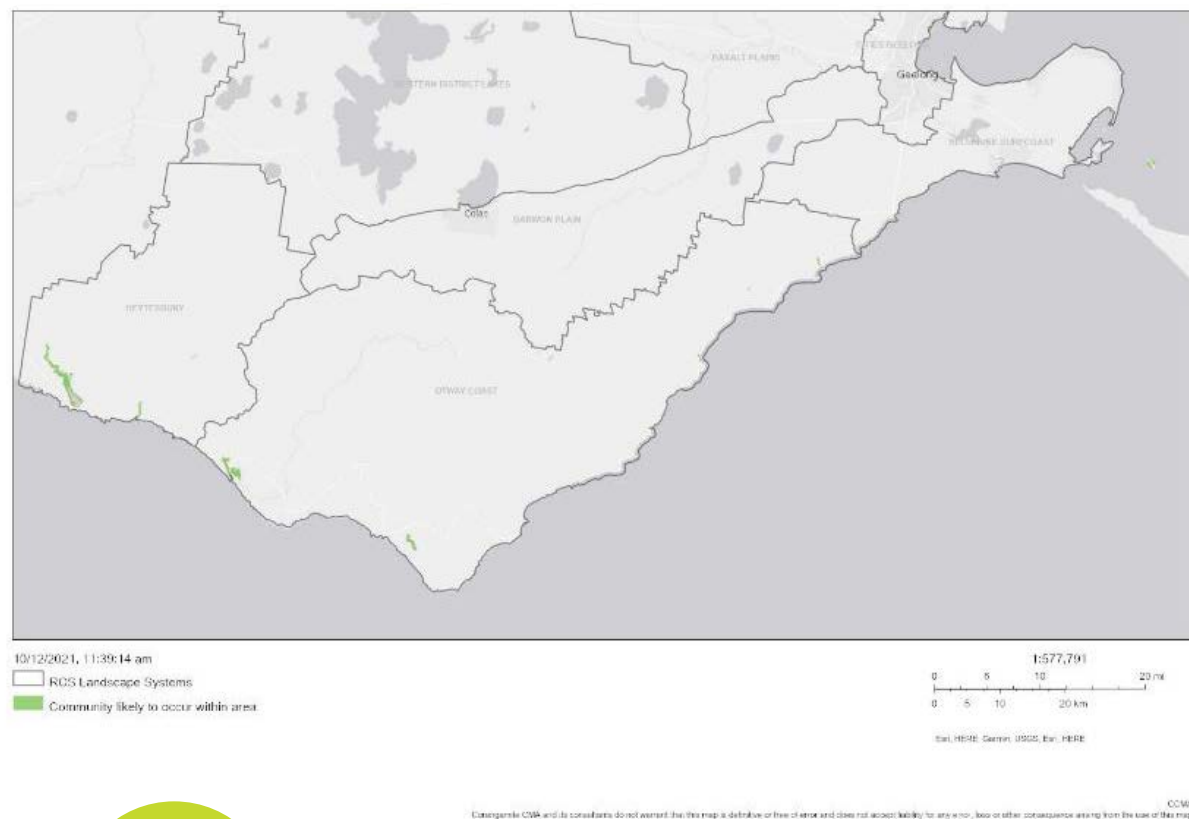 BASALT PLAINS
Geelong
WESTERN DISTRICT LAKES
BELLARINE SURFCOAST
Colac
BARWON PLAIN
HEYTESBURY
OTWAY COAST
10/12/2021, 11:39:14 am
RCS Landscape Systems
Community likely to occur within area
1:577,791
0 5 10 20 mi
0 5 10 20 km
Esri, HERE, Garmin, USGS, Esri, HERE
CCMA
Corangamite CMA and its consultants do not warrant that this map is definitive or free of error and does not accept liability for any error, loss or other consequence arising from the use of this map